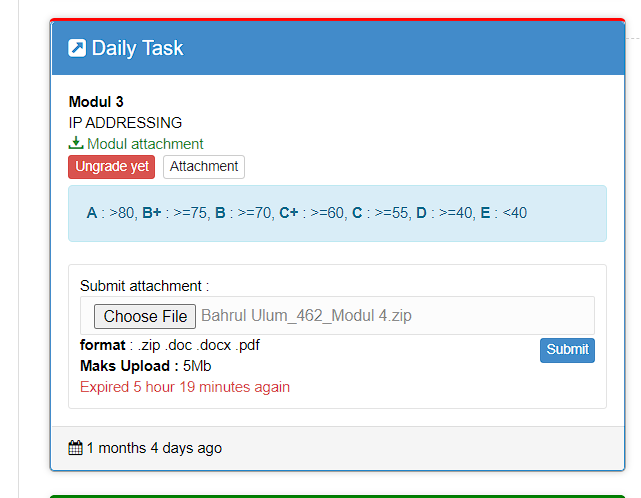 Daily Task
Modul 3
IP ADDRESSING
Modul attachment
Ungrade yet Attachment
A : >80, B+ : >=75, B : >=70, C+ : >=60, C : >=55, D : >=40, E : <40
Submit attachment :
Choose File Bahrul Ulum_462_Modul 4.zip
format : .zip .doc .docx .pdf
Submit
Maks Upload : 5Mb
Expired 5 hour 19 minutes again
1 months 4 days ago